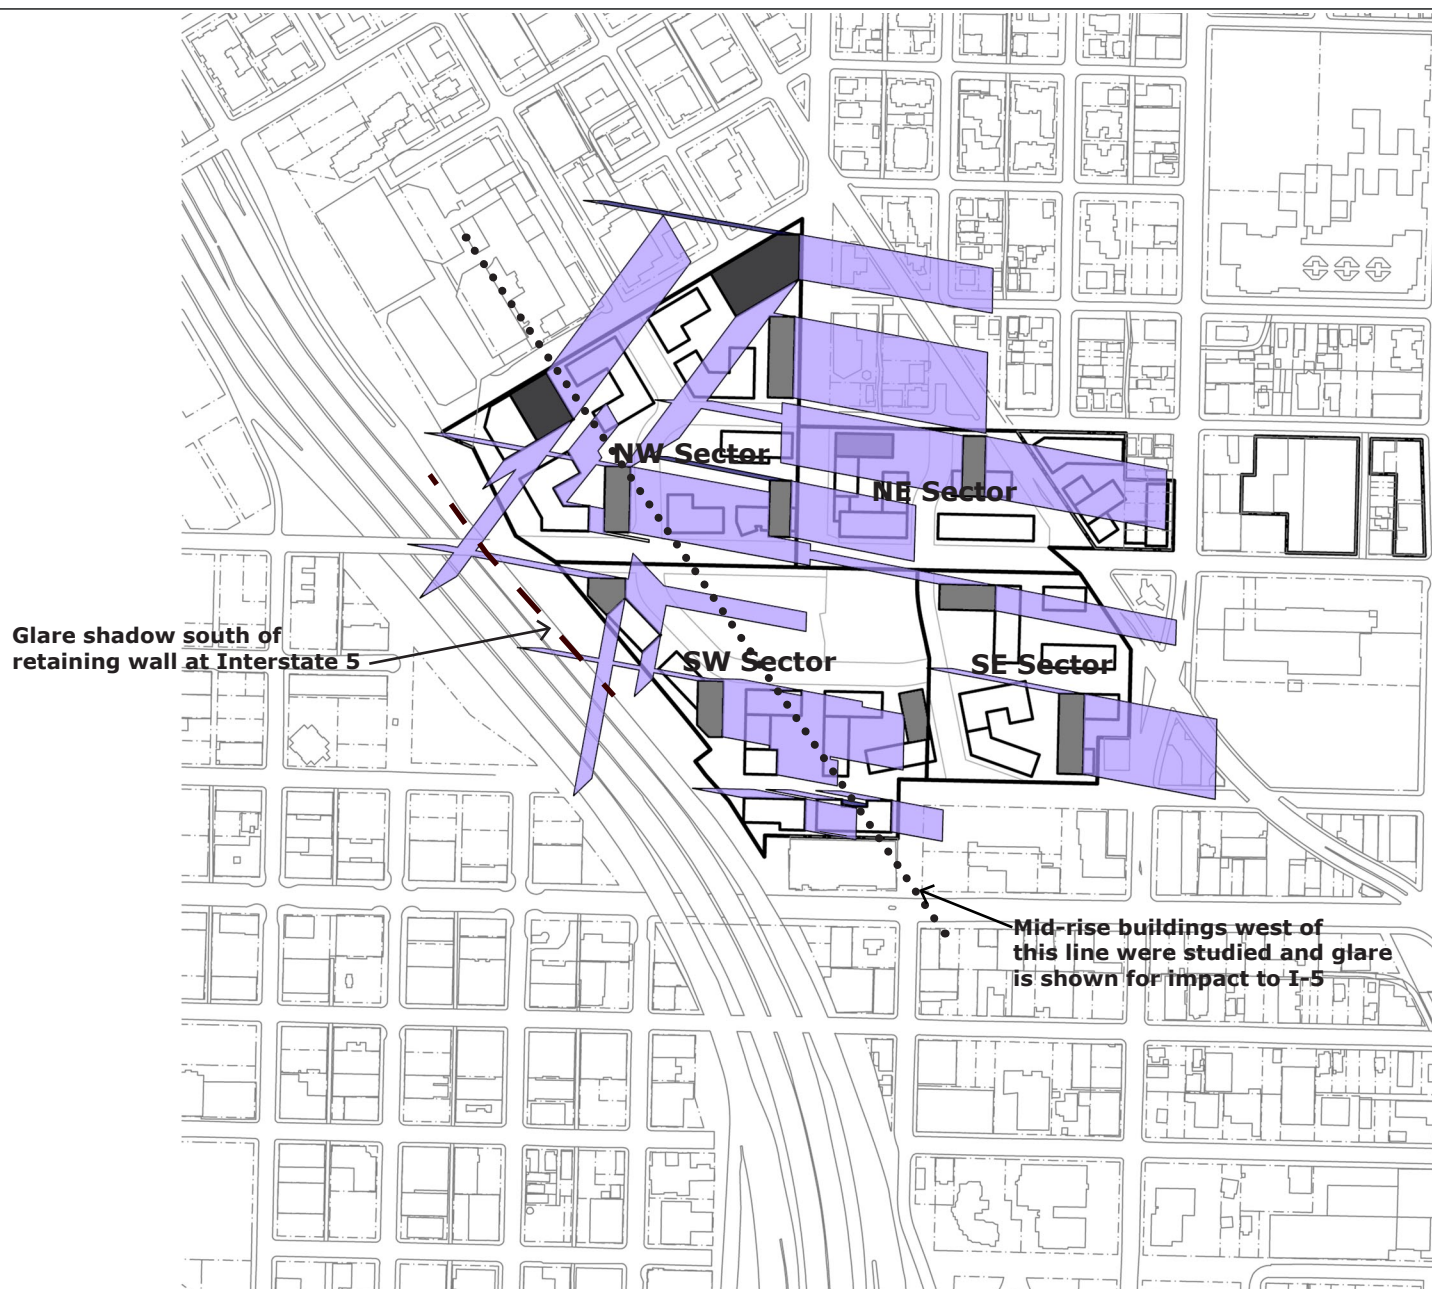 NW Sector
NE Sector
Glare shadow south of
retaining wall at Interstate 5
SW Sector
SE Sector
Mid-rise buildings west of
this line were studied and glare
is shown for impact to I-5